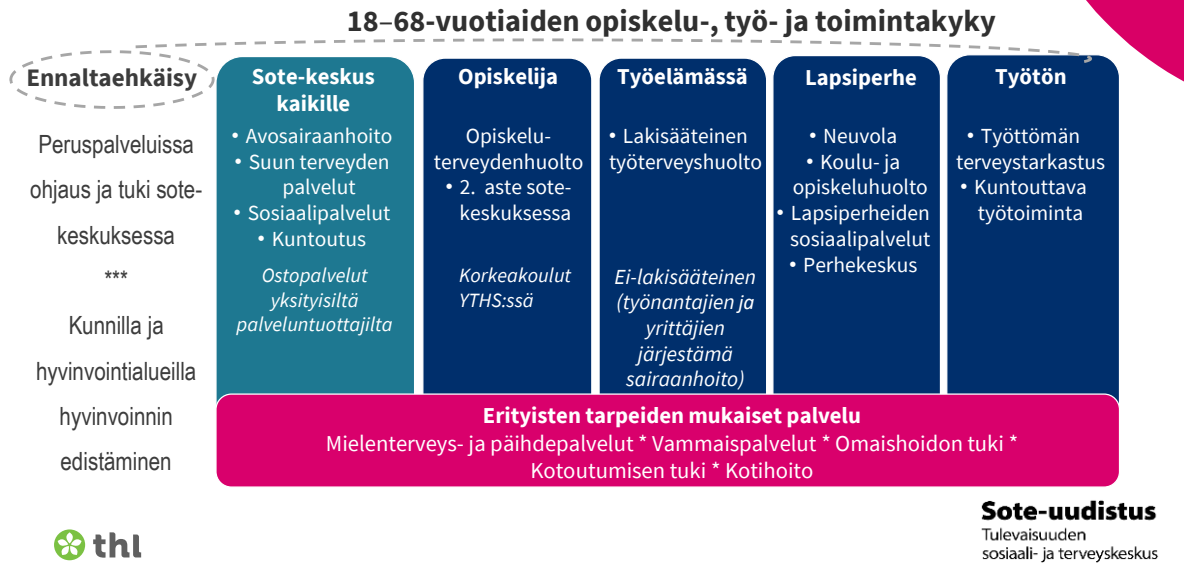 18–68-vuotiaiden opiskelu-, työ- ja toimintakyky
Ennaltaehkäisy
Peruspalveluissa
ohjaus ja tuki sote-
keskuksessa
***
Kunnilla ja
hyvinvointialueilla
hyvinvoinnin
edistäminen
Sote-keskus
kaikille
• Avosairaanhoito
• Suun terveyden
palvelut
• Sosiaalipalvelut
• Kuntoutus
Ostopalvelut
yksityisiltä
palveluntuottajilta
Opiskelija
Opiskelu-
terveydenhuolto
• 2. aste sote-
keskuksessa
Korkeakoulut
YTHS:ssä
Työelämässä
• Lakisääteinen
työterveyshuolto
Ei-lakisääteinen
(työnantajien ja
yrittäjien
järjestämä
sairaanhoito)
Lapsiperhe
• Neuvola
• Koulu- ja
opiskeluhuolto
• Lapsiperheiden
sosiaalipalvelut
• Perhekeskus
Työtön
• Työttömän
terveystarkastus
• Kuntouttava
työtoiminta
Erityisten tarpeiden mukaiset palvelu
Mielenterveys- ja päihdepalvelut * Vammaispalvelut * Omaishoidon tuki *
Kotoutumisen tuki * Kotihoito
thl
Sote-uudistus
Tulevaisuuden
sosiaali- ja terveyskeskus